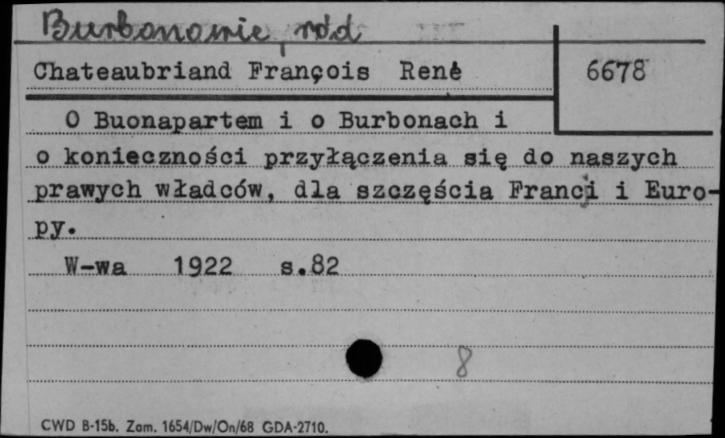 Burbonowie, ród
Chateaubriand François René
6678
O Buonapartem i o Burbonach i
o konieczności przyłączenia się do naszych
prawych władców, dla szczęścia Francji i Euro-
py.
W-wa 1922 s.82
8
CWD B-15b. Zam. 1654/Dw/On/68 GDA-2710.